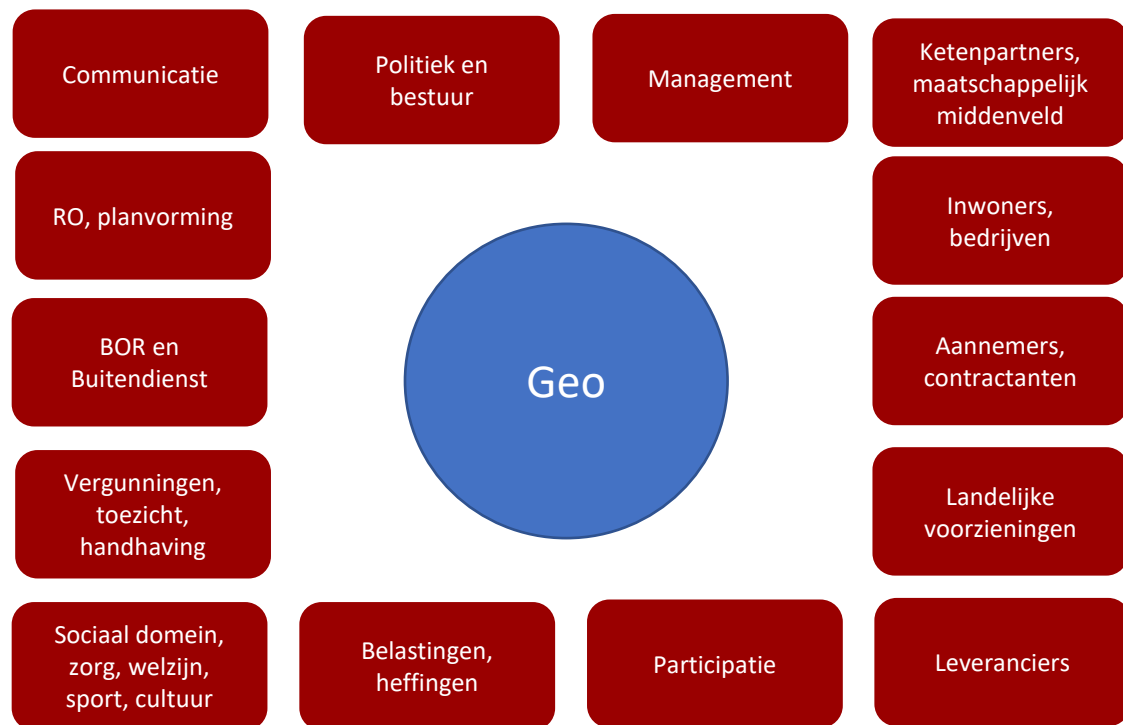 Communicatie
Politiek en
bestuur
Management
Ketenpartners,
maatschappelijk
middenveld
RO, planvorming
Inwoners,
bedrijven
BOR en
Buitendienst
Geo
Aannemers,
contractanten
Vergunningen,
toezicht,
handhaving
Landelijke
voorzieningen
Sociaal domein,
zorg, welzijn,
sport, cultuur
Belastingen,
heffingen
Participatie
Leveranciers